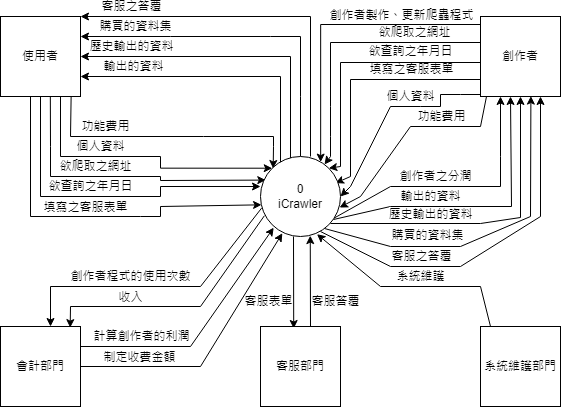 客服之答覆
購買的資料集
歷史輸出的資料
輸出的資料
使用者
創作者製作、更新爬蟲程式
欲爬取之網址
欲查詢之年月日
填寫之客服表單
個人資料
功能費用
創作者
功能費用
個人資料
欲爬取之網址
欲查詢之年月日
填寫之客服表單
0
iCrawler
創作者之分潤
輸出的資料
歷史輸出的資料
購買的資料集
客服之答覆
系統維護
創作者程式的使用次數
收入
計算創作者的利潤
制定收費金額
客服表單
客服答覆
會計部門
客服部門
系統維護部門